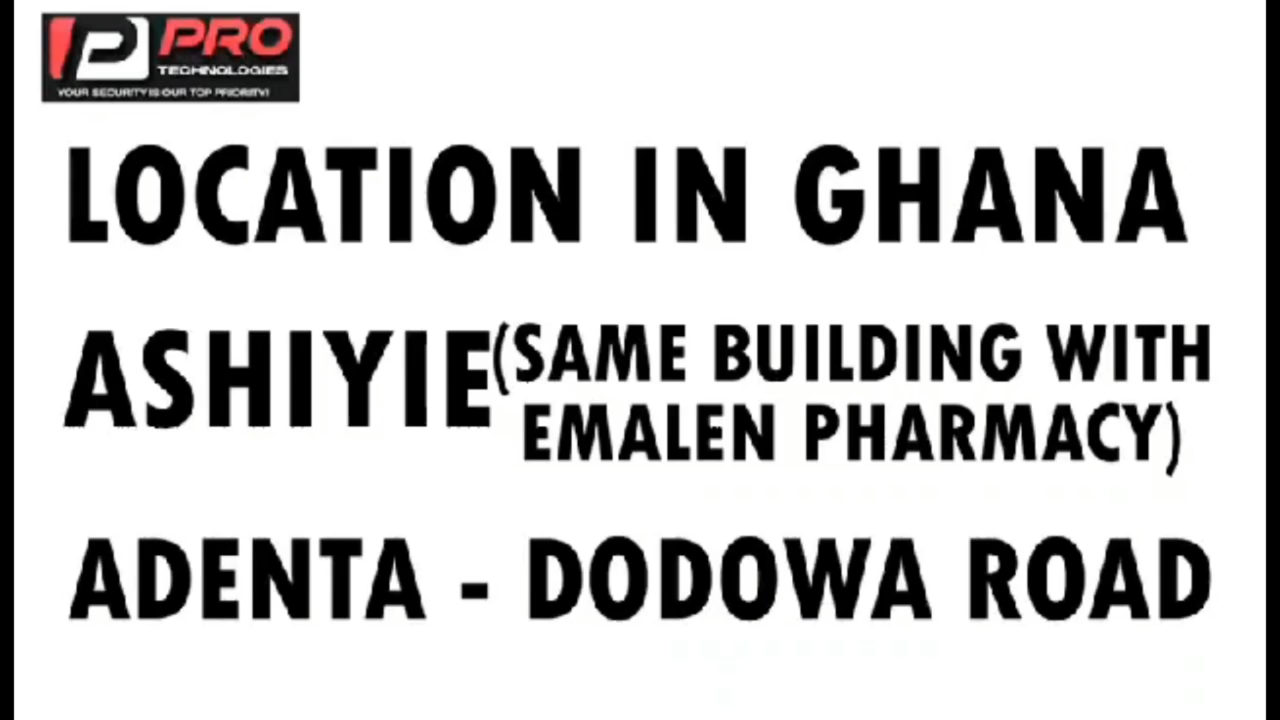 PRO
TECHNOLOGIES
YOUR SECURITY IS OUR TOP PRIORITY!
LOCATION IN GHANA
ASHIYIE (SAME BUILDING WITH
EMALEN PHARMACY)
ADENTA - DODOWA ROAD